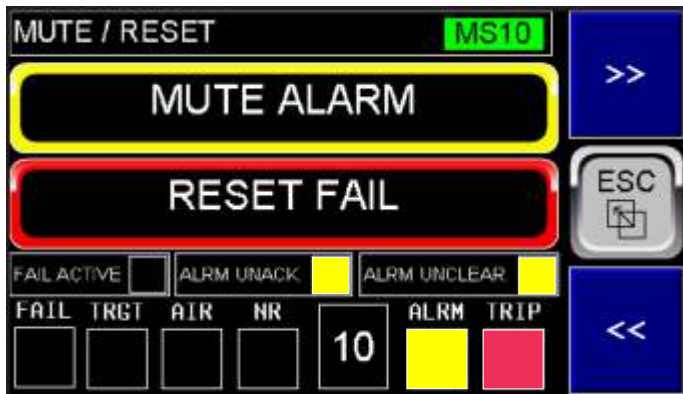 MUTE / RESET MS10
>>
MUTE ALARM
RESET FAIL
ESC
FAIL ACTIVE ALRM UNACK ALRM UNCLEAR
FAIL TRGT AIR NR ALRM TRIP
10
<<